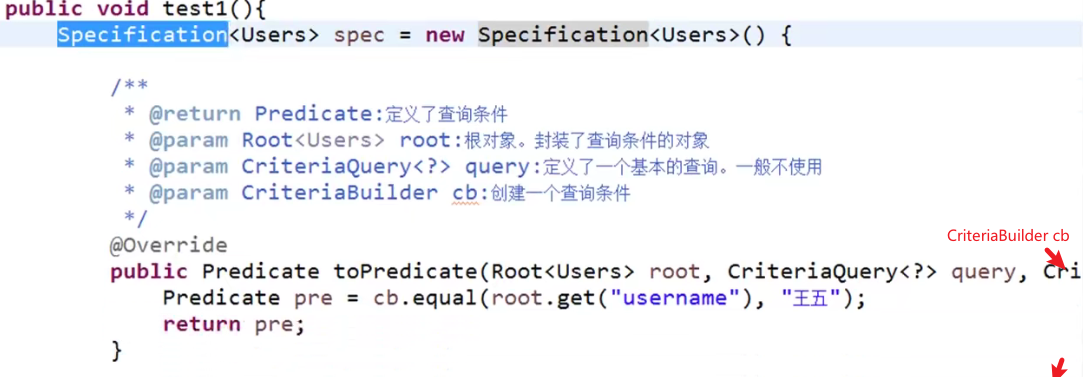 public void test1(){
Specification<Users> spec = new Specification<Users>() {
/**
* @return Predicate:定义了查询条件
* @param Root<Users> root:根对象。封装了查询条件的对象
* @param CriteriaQuery<?> query:定义了一个基本的查询。一般不使用
* @param CriteriaBuilder cb:创建一个查询条件
*/
@Override
CriteriaBuilder cb
public Predicate toPredicate(Root<Users> root, CriteriaQuery<?> query, Cri
Predicate pre = cb.equal(root.get("username"), "王五");
return pre;
}